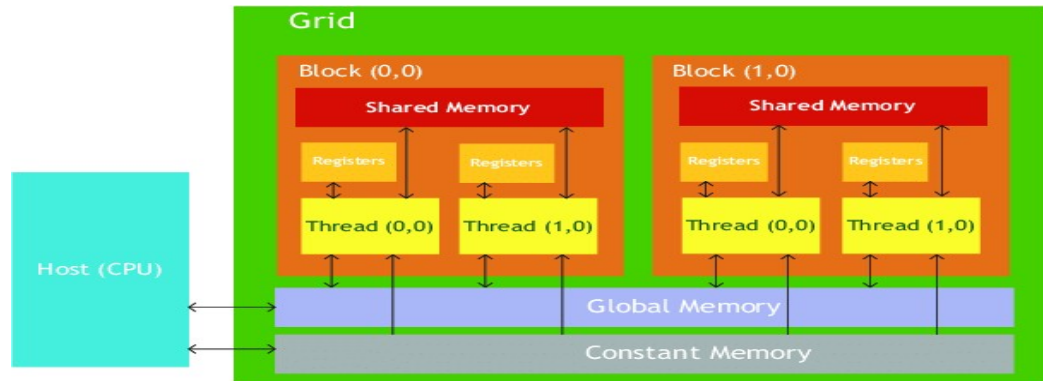 Grid
Block (0,0)
Block (1,0)
Shared Memory
Shared Memory
Registers
Registers
Registers
Registers
Thread (0,0)
Thread (1,0)
Thread (0,0)
Thread (1,0)
Host (CPU)
Global Memory
Constant Memory